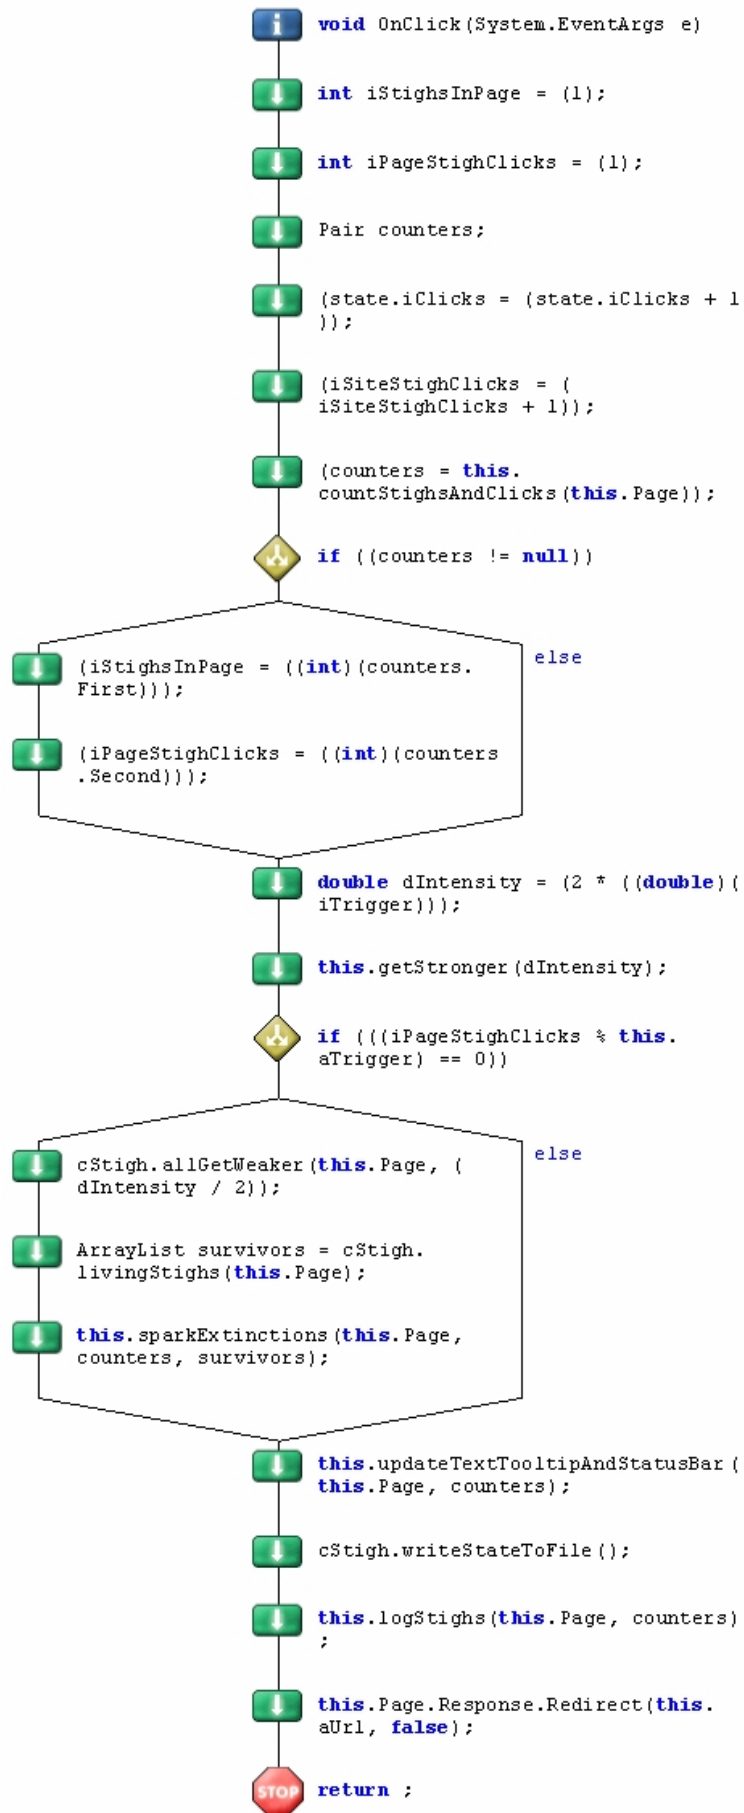 void OnClick(System.EventArgs e)
int iStighsInPage = (1);
int iPageStighClicks = (1);
Pair counters;
(state.iClicks = (state.iClicks + 1
));
(iSiteStighClicks = (
iSiteStighClicks + 1));
(counters = this.
countStighsAndClicks(this.Page));
if ((counters != null))
else
(iStighsInPage = ((int)(counters.
First)));
(iPageStighClicks = ((int)(counters
.Second)));
double dIntensity = (2 * ((double)(
iTrigger)));
this.getStronger(dIntensity);
if (((iPageStighClicks % this.
aTrigger) == 0))
else
cStigh.allGetWeaker(this.Page, (
dIntensity / 2));
ArrayList survivors = cStigh.
livingStighs(this.Page);
this.sparkExtinctions(this.Page,
counters, survivors);
this.updateTextTooltipAndStatusBar(
this.Page, counters);
cStigh.writeStateToFile();
this.logStighs(this.Page, counters)
;
this.Page.Response.Redirect(this.
aUrl, false);
STOP return ;